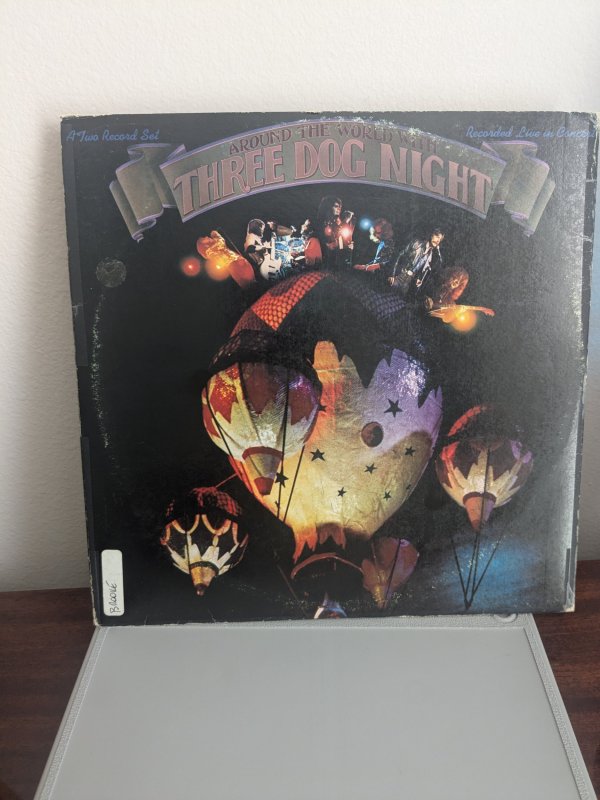 A Two Record Set
Recorded Live in Concert
AROUND THE WORLD WITH
THREE DOG NIGHT